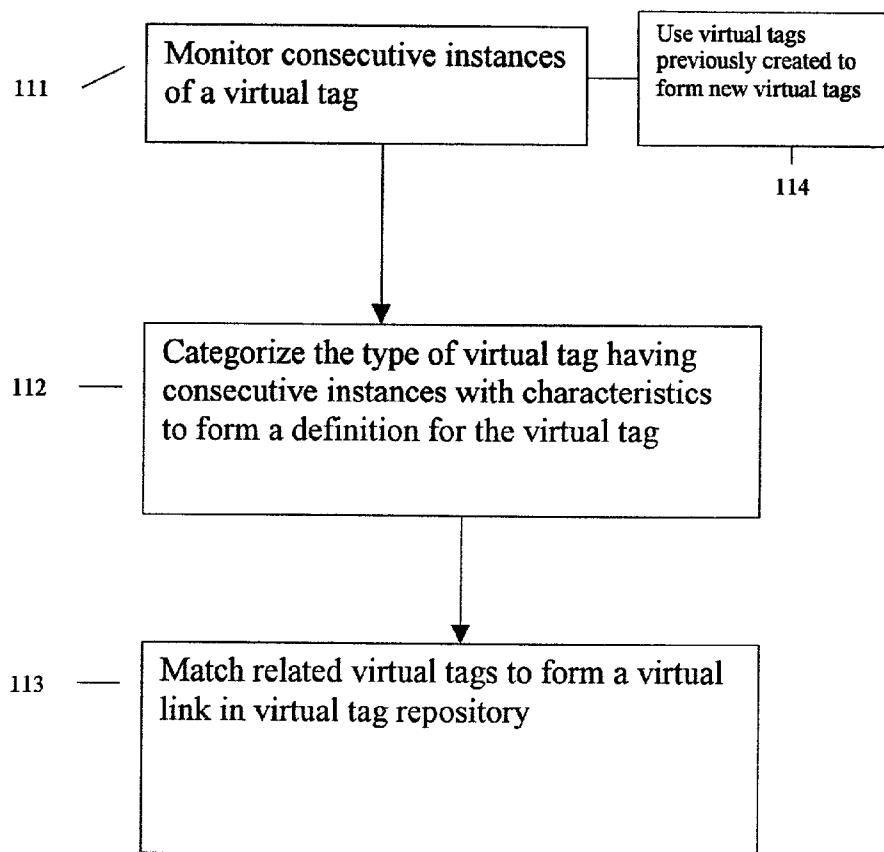 111
Monitor consecutive instances
of a virtual tag
Use virtual tags
previously created to
form new virtual tags
114
112
Categorize the type of virtual tag having
consecutive instances with characteristics
to form a definition for the virtual tag
113
Match related virtual tags to form a virtual
link in virtual tag repository